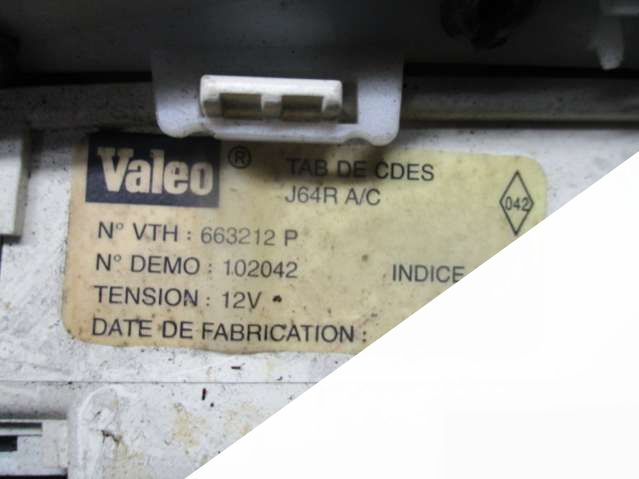 Valeo ® TAB DE CDES
J64R A/C
042
N° VTH : 663212 P
N° DEMO : 102042 INDICE
TENSION : 12V
DATE DE FABRICATION :